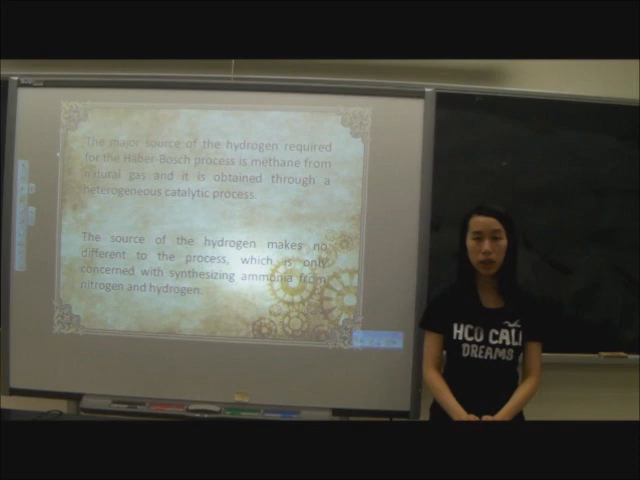 The major source of the hydrogen required
for the Haber-Bosch process is methane from
natural gas and it is obtained through a
heterogeneous catalytic process.
The source of the hydrogen makes no
different to the process, which is only
concerned with synthesizing ammonia from
nitrogen and hydrogen.
HCO CALI
DREAMS